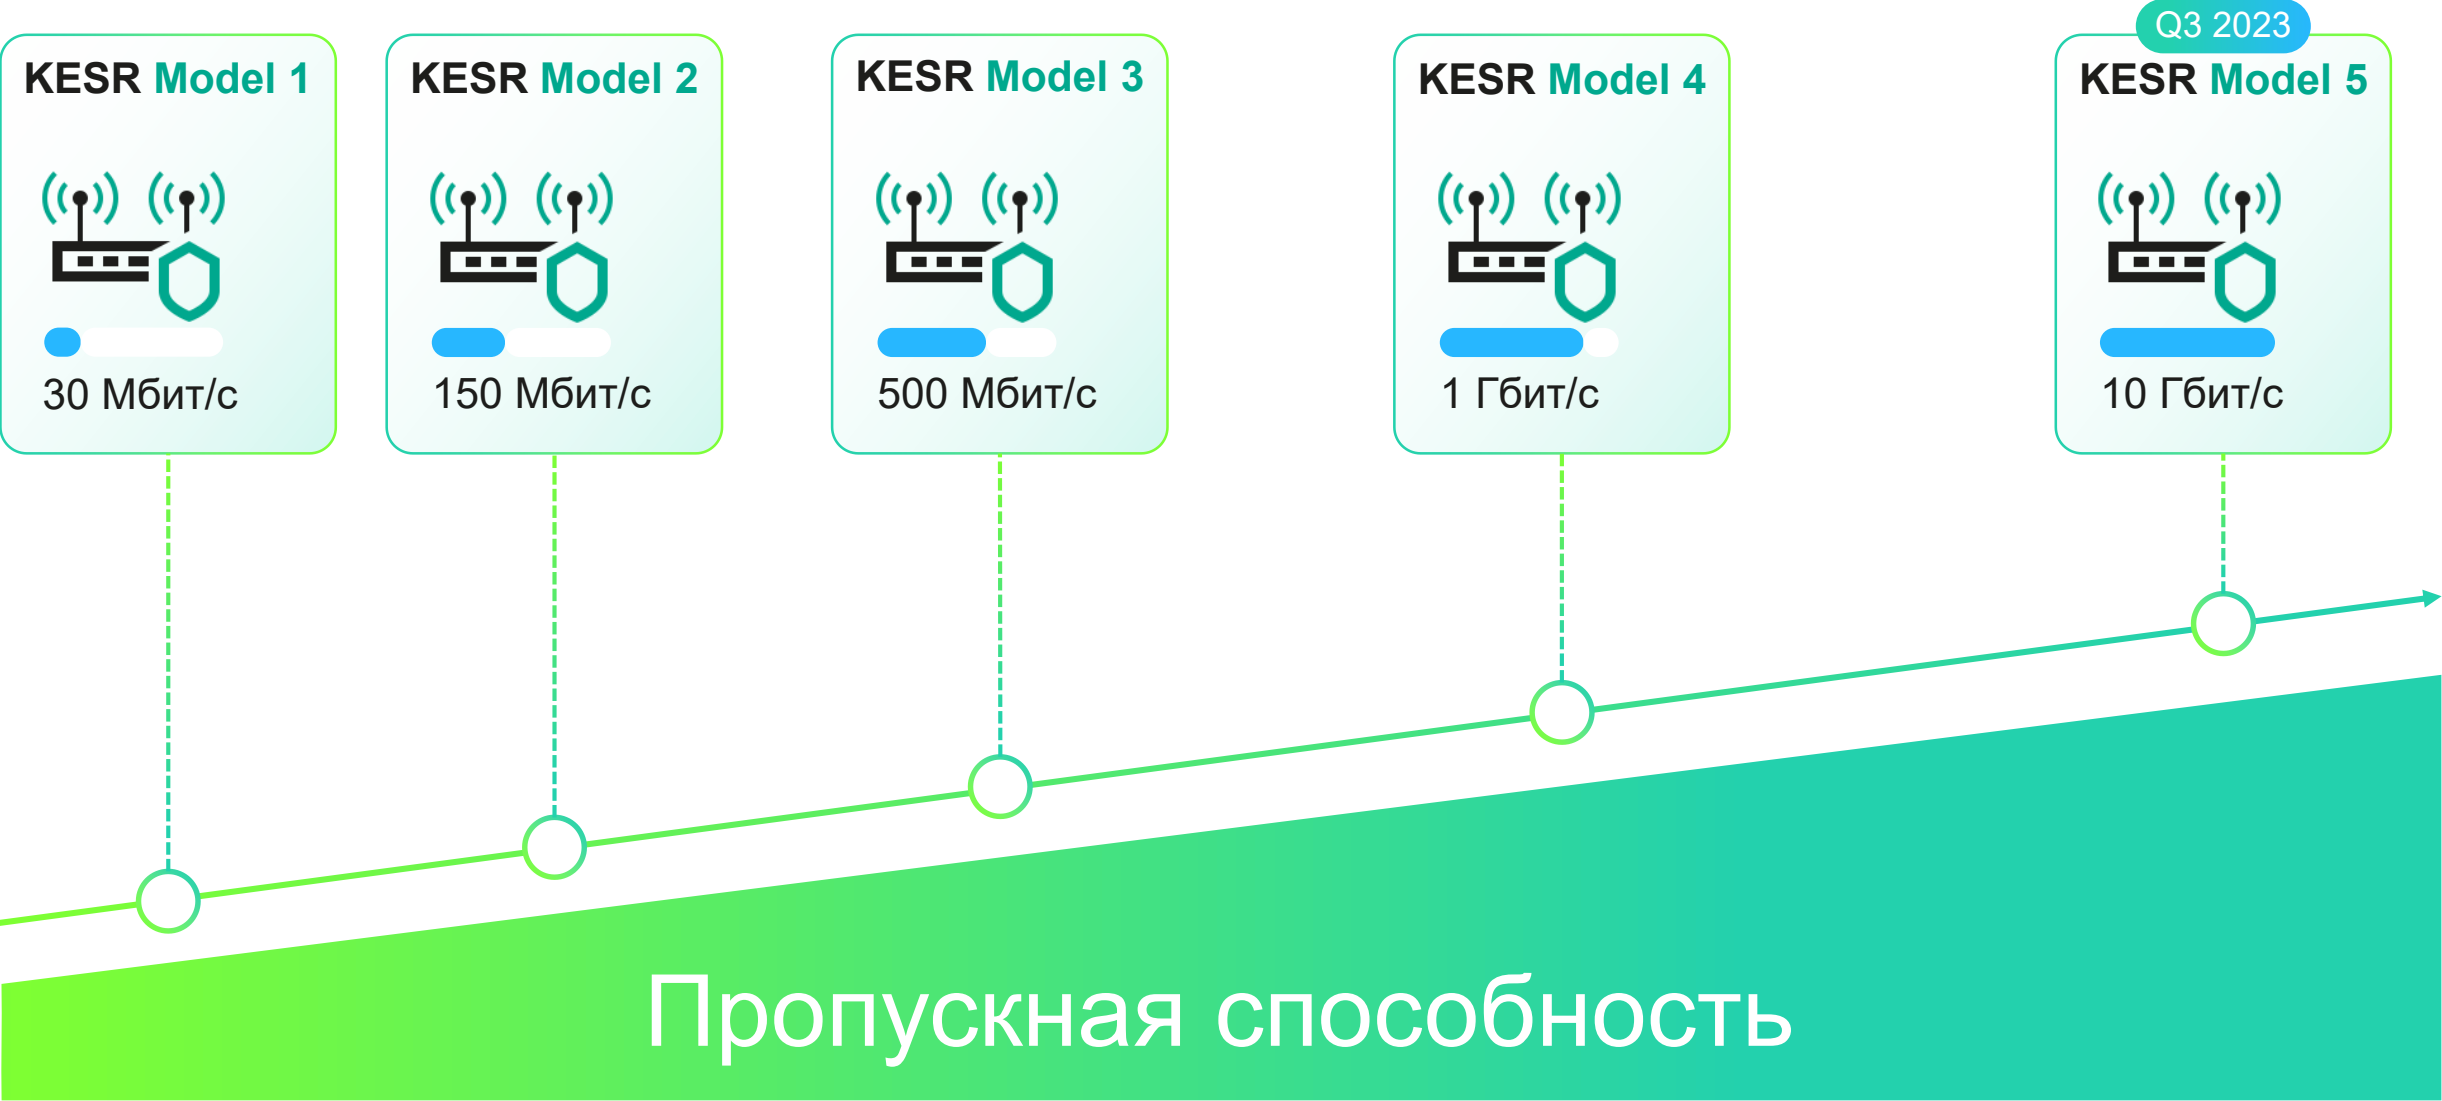 KESR Model 1
30 Мбит/с
KESR Model 2
150 Мбит/с
KESR Model 3
500 Мбит/с
KESR Model 4
1 Гбит/с
Q3 2023
KESR Model 5
10 Гбит/с
Пропускная способность